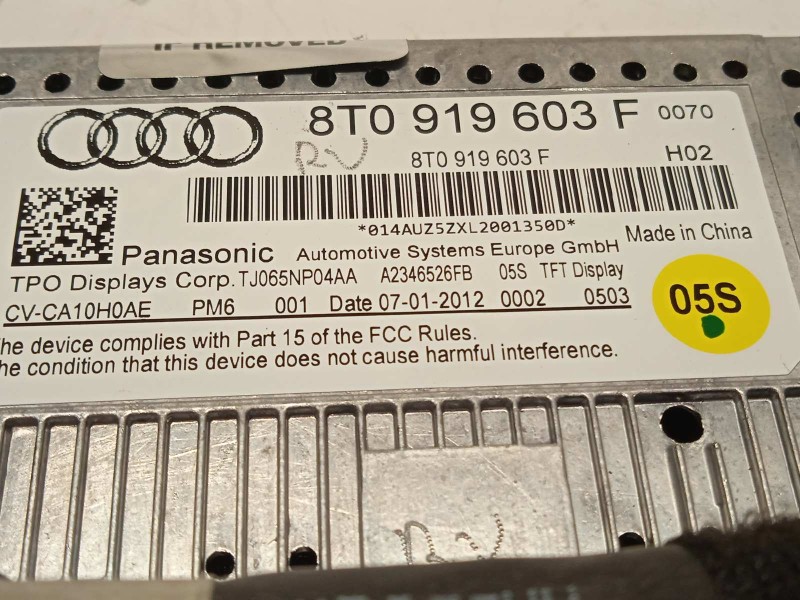 IF REMOVED
8T0 919 603 F 0070
8T0 919 603 F H02
*014AUZ5ZXL2001350D*
Panasonic Automotive Systems Europe GmbH Made in China
TPO Displays Corp. TJ065NP04AA A2346526FB 05S TFT Display
CV-CA10H0AE PM6 001 Date 07-01-2012 0002 0503
05S
he device complies with Part 15 of the FCC Rules.
he condition that this device does not cause harmful interference.